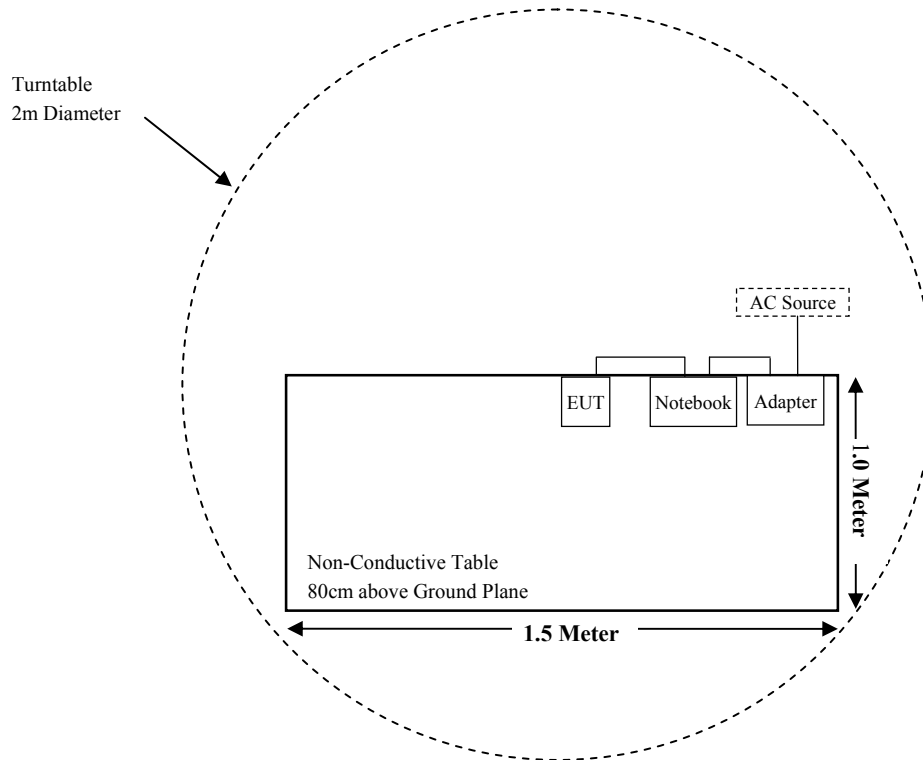 Turntable
2m Diameter
AC Source
EUT
Notebook
Adapter
1.0 Meter
Non-Conductive Table
80cm above Ground Plane
1.5 Meter